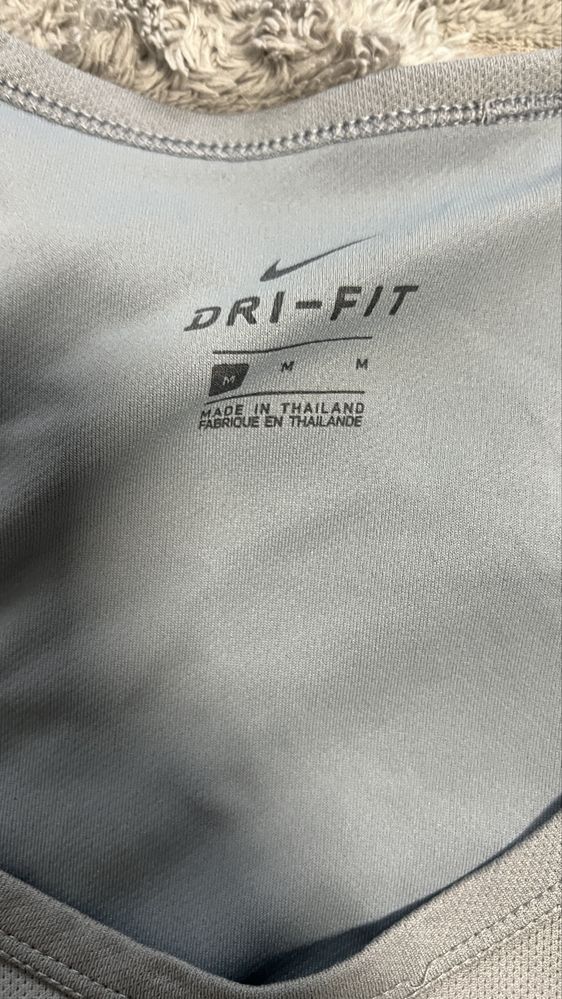 DRI-FIT
M M M
MADE IN THAILAND
FABRIQUE EN THAILANDE